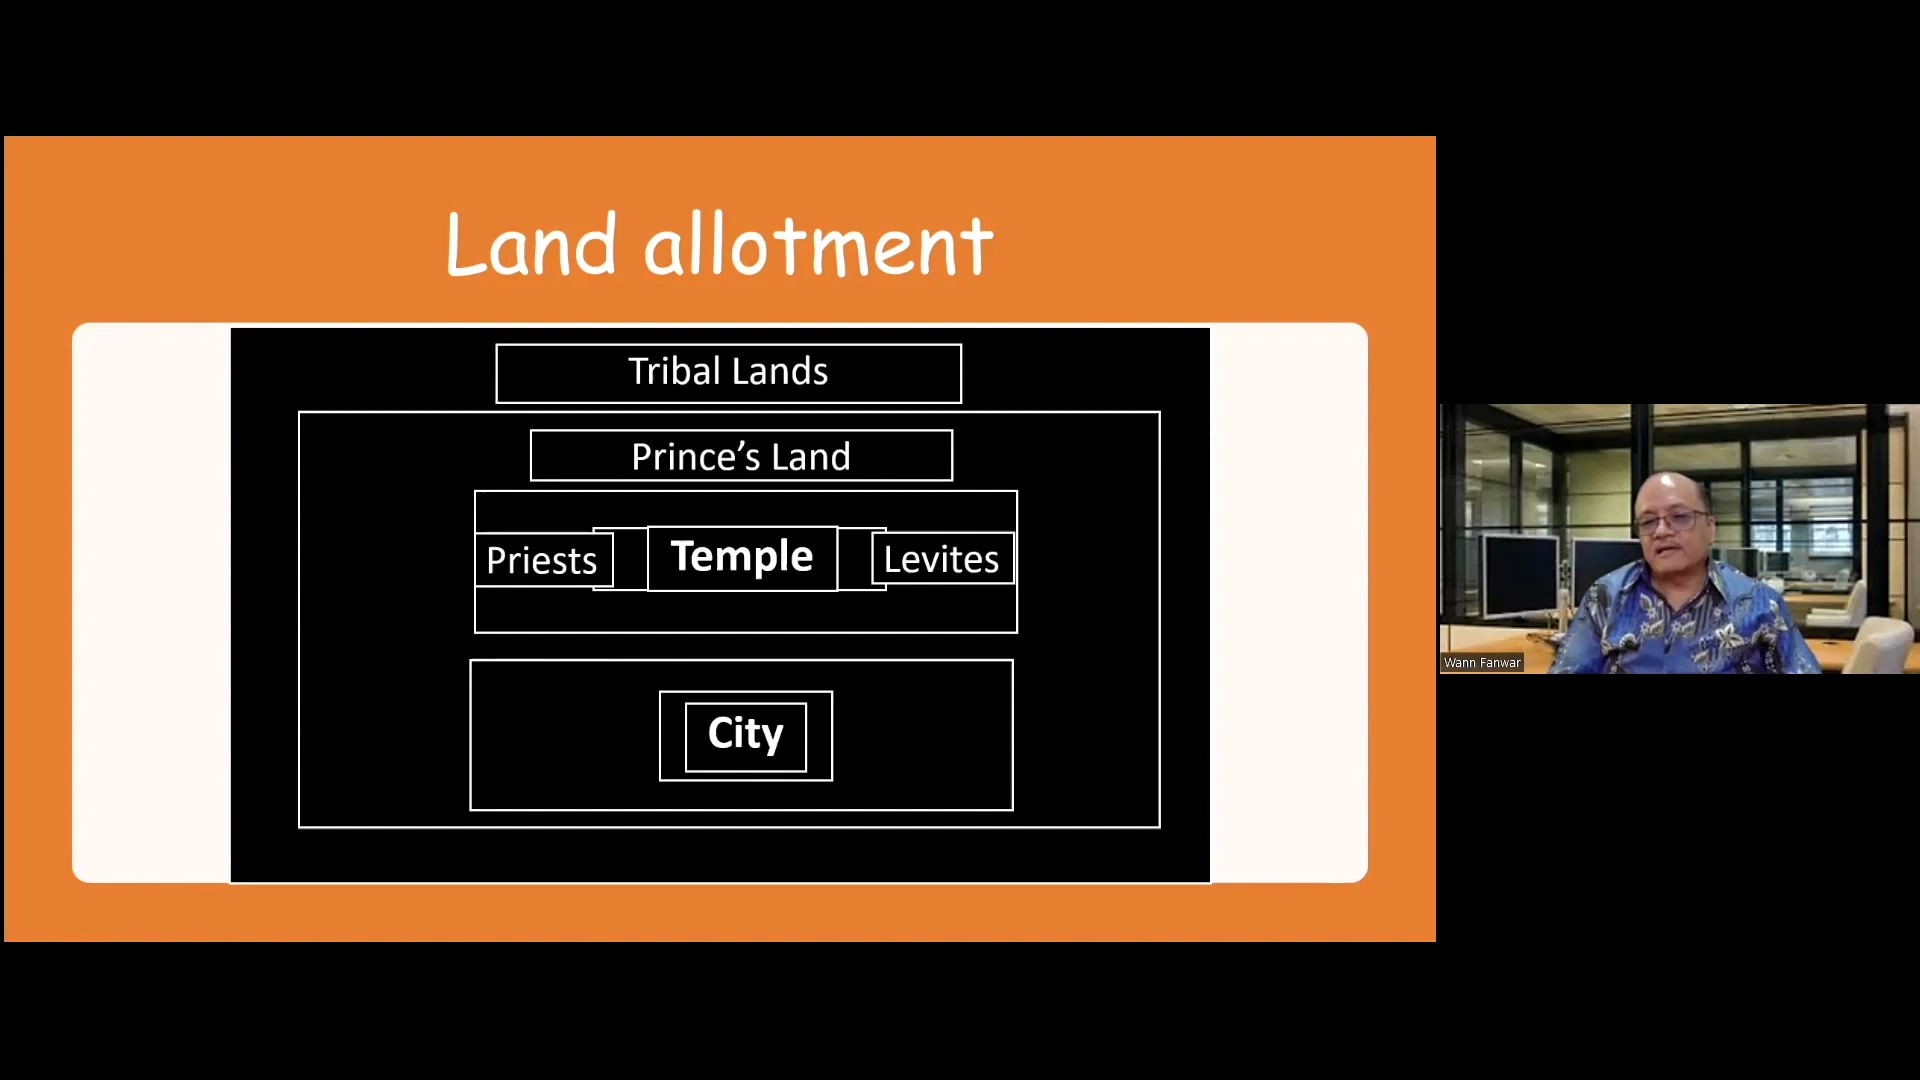 Land allotment
Tribal Lands
Prince’s Land
Priests
Temple
Levites
City
Wann Fanwar